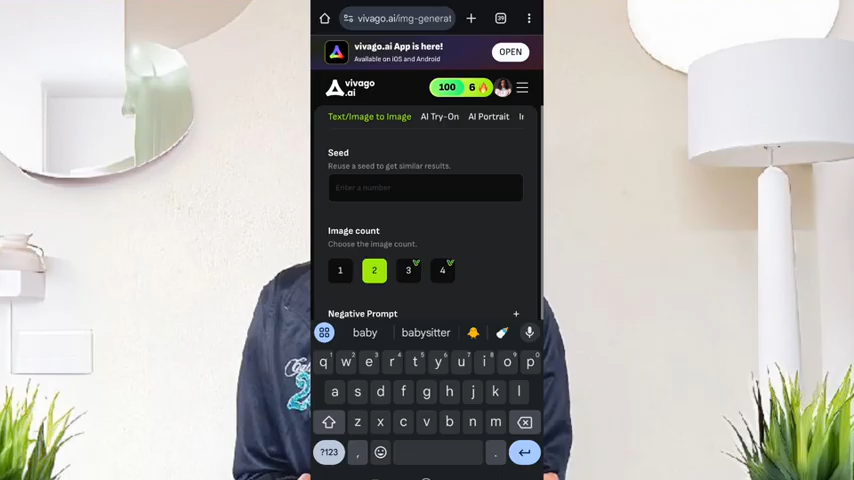 vivago.ai/img-generat
39
vivago.ai App is here!
Available on iOS and Android
OPEN
vivago
.ai
100 6
Text/Image to Image AI Try-On AI Portrait
Seed
Reuse a seed to get similar results.
Enter a number
Image count
Choose the image count.
1 2 3 4
Negative Prompt +
baby babysitter
1 2 3 4 5 6 7 8 9 0
q w e r t y u i o p
a s d f g h j k l
z x c v b n m
?123 , .